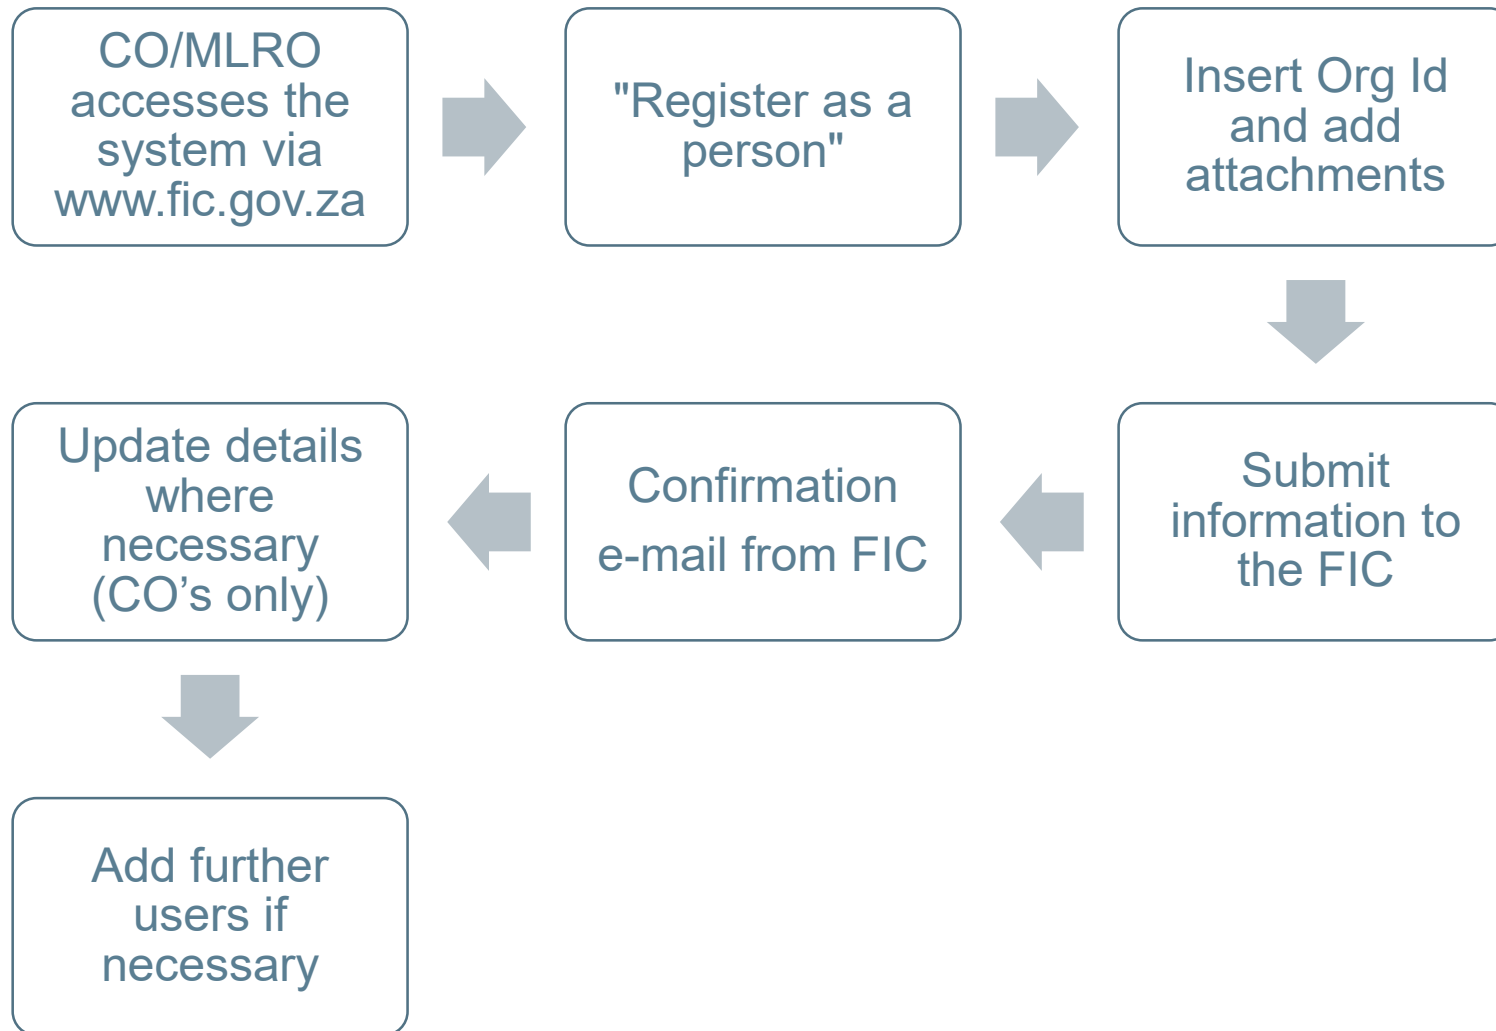 CO/MLRO
accesses the
system via
www.fic.gov.za
"Register as a
person"
Insert Org Id
and add
attachments
Submit
information to
the FIC
Confirmation
e-mail from FIC
Update details
where
necessary
(CO’s only)
Add further
users if
necessary